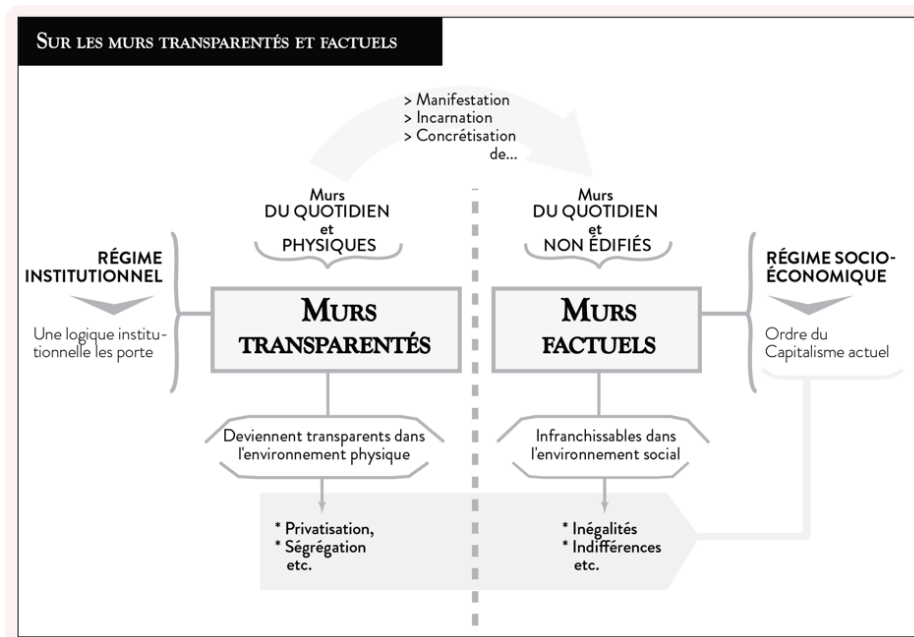 SUR LES MURS TRANSPARENTÉS ET FACTUELS
> Manifestation
> Incarnation
> Concrétisation
de...
Murs
DU QUOTIDIEN
et
PHYSIQUES
Murs
DU QUOTIDIEN
et
NON ÉDIFIÉS
RÉGIME
INSTITUTIONNEL
Une logique institu-
tionnelle les porte
MURS
TRANSPARENTÉS
MURS
FACTUELS
RÉGIME SOCIO-
ÉCONOMIQUE
Ordre du
Capitalisme actuel
Deviennent transparents dans
l'environnement physique
Infranchissables dans
l'environnement social
* Privatisation,
* Ségrégation
etc.
* Inégalités
* Indifférences
etc.